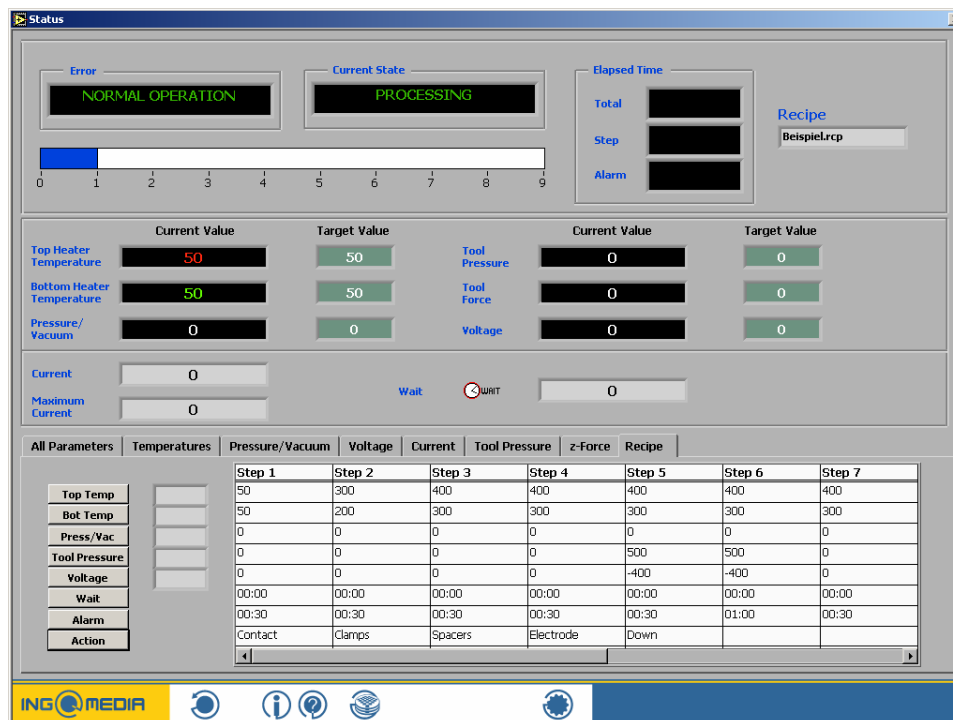 Status
Error
Current State
Elapsed Time
NORMAL OPERATION
PROCESSING
Total
Recipe
Beispiel.rcp
Step
Alarm
0 1 2 3 4 5 6 7 8 9
Current Value Target Value Current Value Target Value
Top Heater Temperature 50 50 Tool Pressure 0 0
Bottom Heater Temperature 50 50 Tool Force 0 0
Pressure/ Vacuum 0 0 Voltage 0 0
Current 0
Wait WAIT 0
Maximum Current 0
All Parameters Temperatures Pressure/Vacuum Voltage Current Tool Pressure z-Force Recipe
Step 1 Step 2 Step 3 Step 4 Step 5 Step 6 Step 7
Top Temp 50 300 400 400 400 400 400
Bot Temp 50 200 300 300 300 300 300
Press/Vac 0 0 0 0 0 0 0
Tool Pressure 0 0 0 0 500 500 0
Voltage 0 0 0 0 -400 -400 0
Wait 00:00 00:00 00:00 00:00 00:00 00:00 00:00
Alarm 00:30 00:30 00:30 00:30 00:30 01:00 00:30
Action Contact Clamps Spacers Electrode Down
ING MEDIA